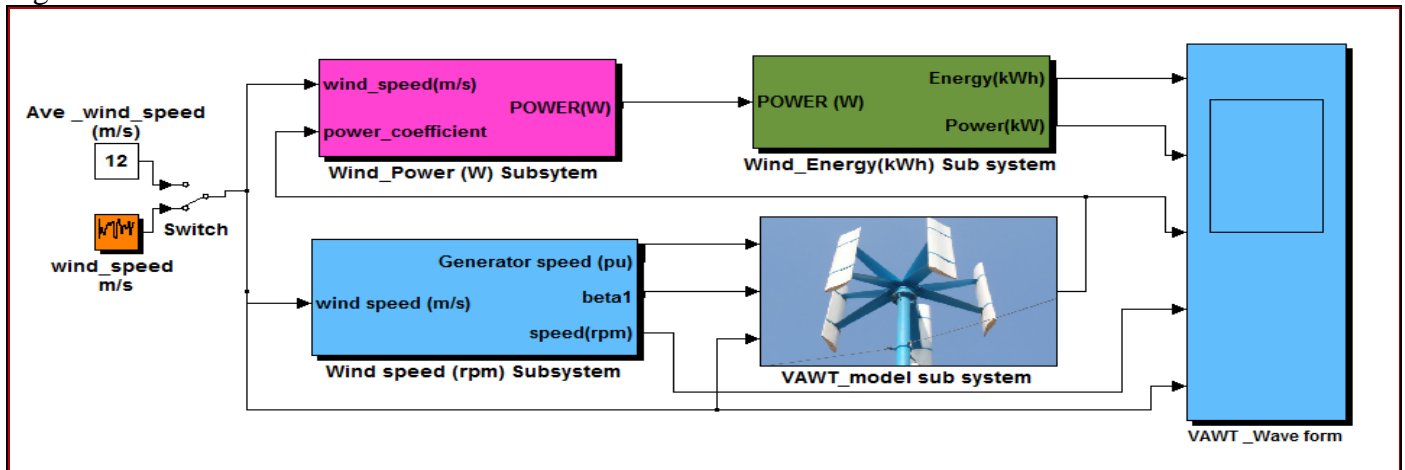 Ave _wind_speed
(m/s)
12
wind_speed
m/s
Switch
wind_speed(m/s)
power_coefficient
POWER(W)
Wind_Power (W) Subsytem
POWER (W)
Energy(kWh)
Power(kW)
Wind_Energy(kWh) Sub system
wind speed (m/s)
Generator speed (pu)
beta1
speed(rpm)
Wind speed (rpm) Subsystem
VAWT_model sub system
VAWT _Wave form